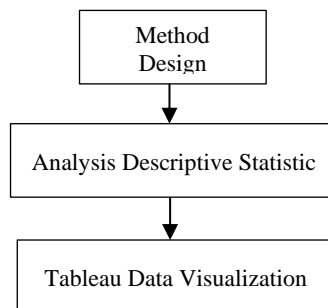 Method
Design
Analysis Descriptive Statistic
Tableau Data Visualization